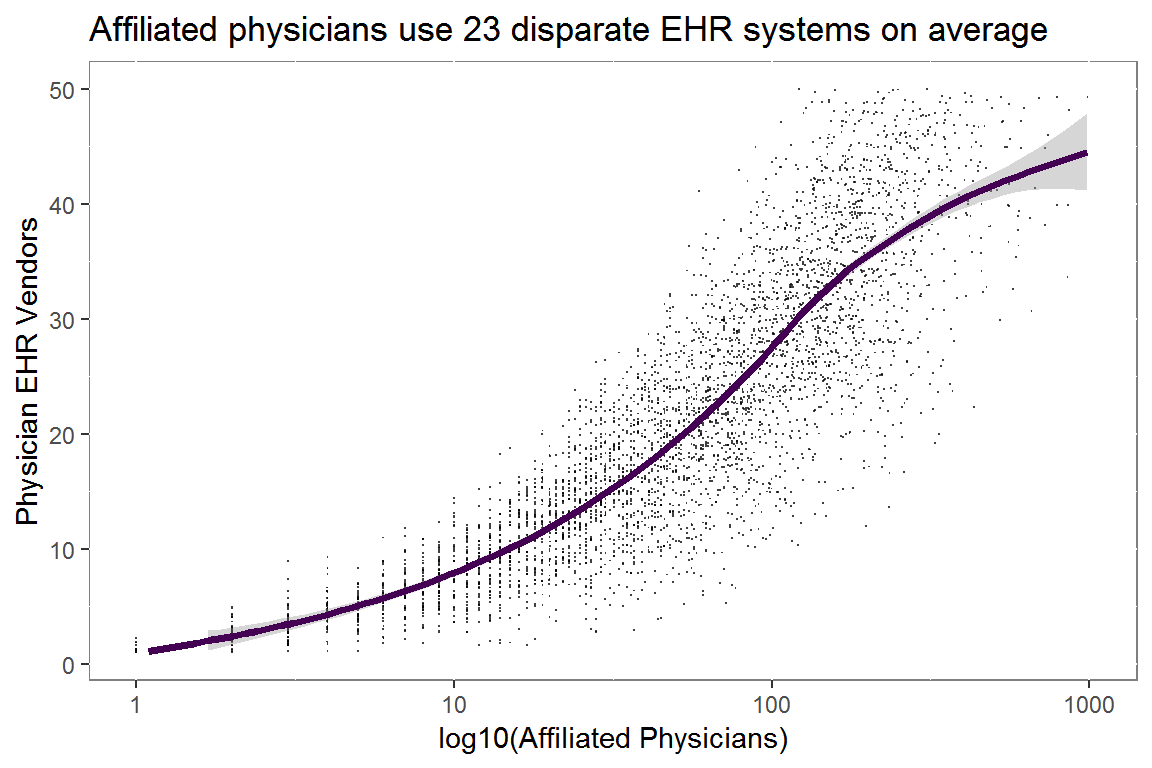 Affiliated physicians use 23 disparate EHR systems on average
Physician EHR Vendors
50
40
30
20
10
0
1 10 100 1000
log10(Affiliated Physicians)